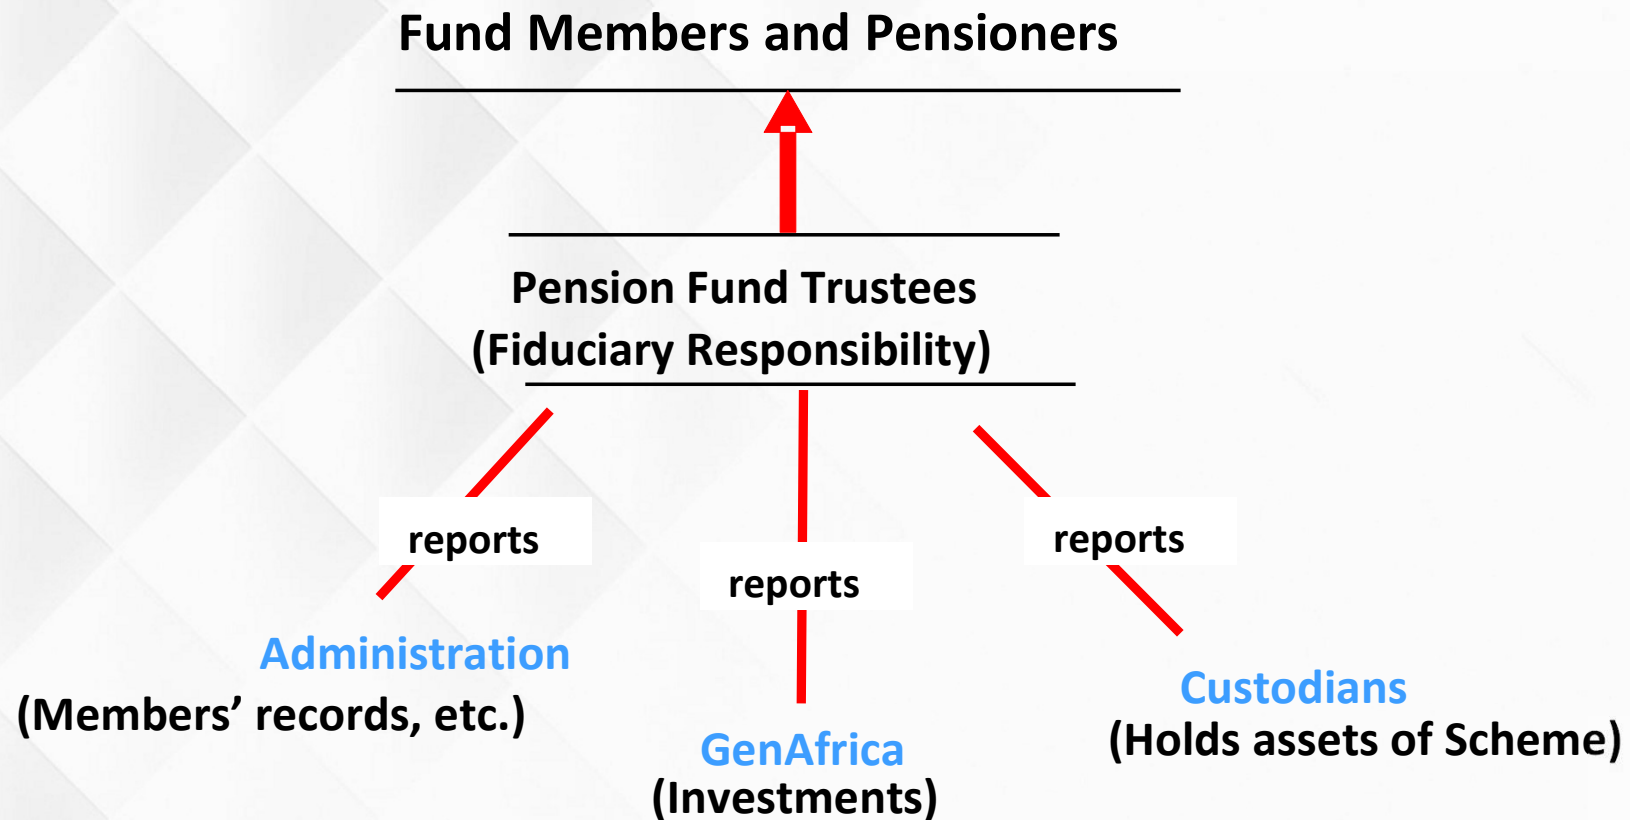 Fund Members and Pensioners
Pension Fund Trustees
(Fiduciary Responsibility)
reports
reports
reports
Administration
(Members’ records, etc.)
GenAfrica
(Investments)
Custodians
(Holds assets of Scheme)